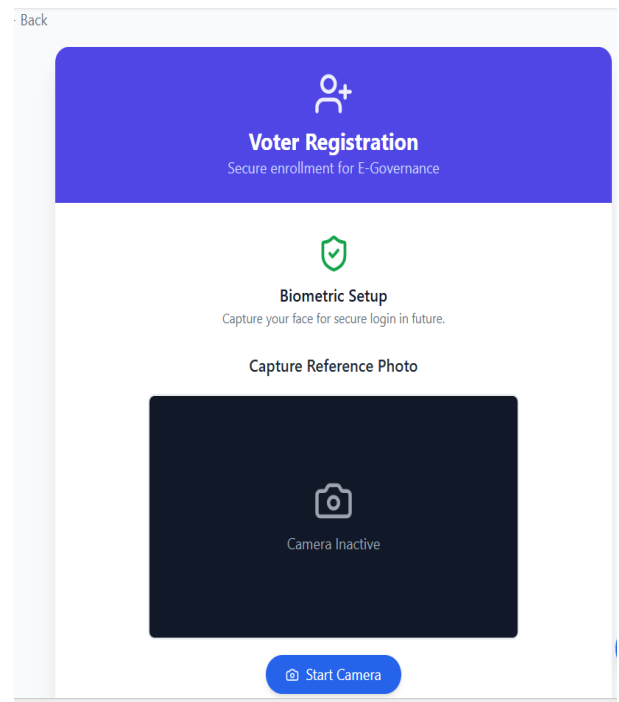 Back
Voter Registration
Secure enrollment for E-Governance
Biometric Setup
Capture your face for secure login in future.
Capture Reference Photo
Camera Inactive
Start Camera